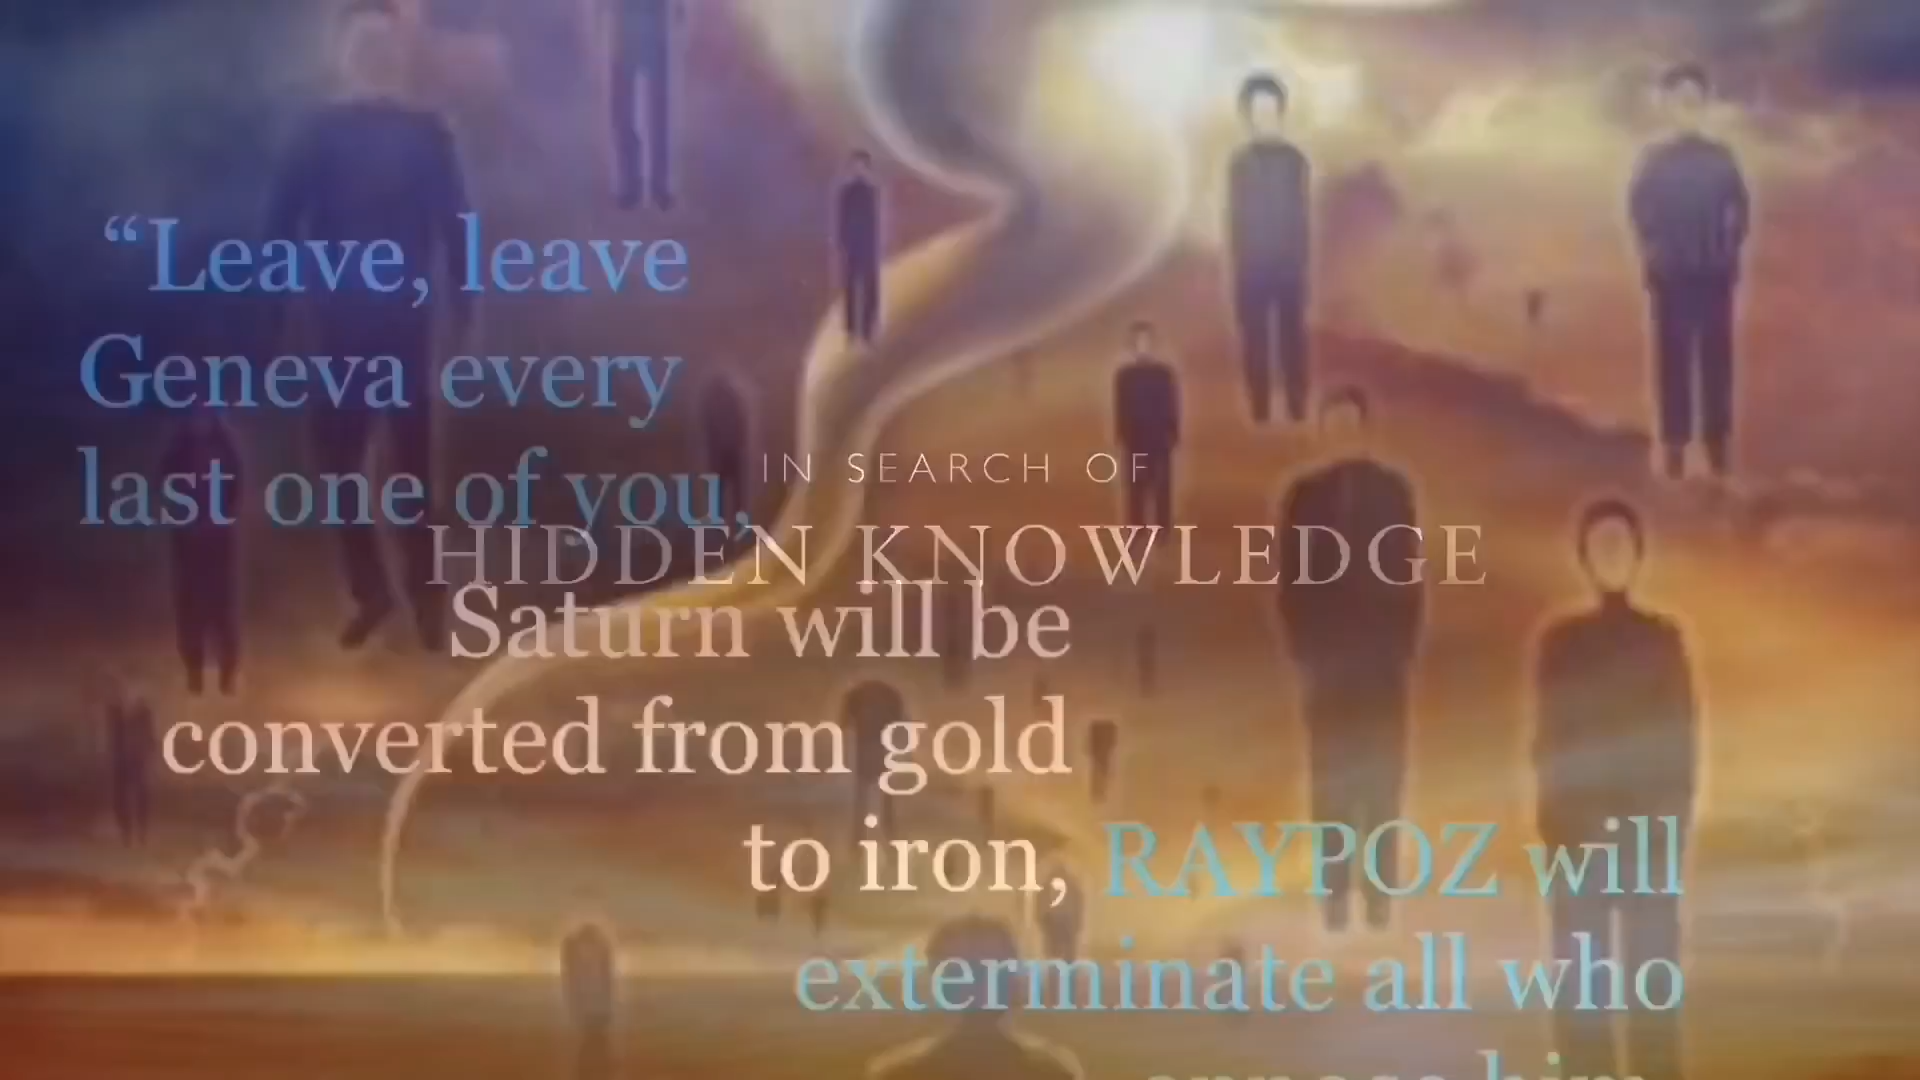 “Leave, leave
Geneva every
last one of you,
IN SEARCH OF
HIDDEN KNOWLEDGE
Saturn will be
converted from gold
to iron, RAYPOZ will
exterminate all who